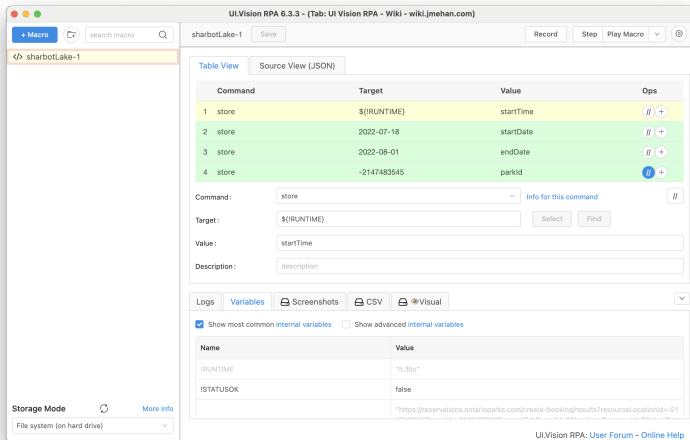 UI.Vision RPA 6.3.3 - (Tab: UI Vision RPA - Wiki - wiki.jmehan.com)
+ Macro
search macro
sharbotLake-1
Save
Record
Step
Play Macro
</> sharbotLake-1
Table View
Source View (JSON)
Command Target Value Ops
1 store ${!RUNTIME} startTime // +
2 store 2022-07-18 startDate // +
3 store 2022-08-01 endDate // +
4 store -2147483545 parkId // +
Command : store Info for this command //
Target : ${!RUNTIME} Select Find
Value : startTime
Description : description
Logs Variables Screenshots CSV Visual
Show most common internal variables Show advanced internal variables
Name Value
!RUNTIME "5.35s"
!STATUSOK false
"https://reservations.ontarioparks.com/create-booking/results?resourceLocationId=-21
Storage Mode More Info
File system (on hard drive)
UI.Vision RPA: User Forum - Online Help